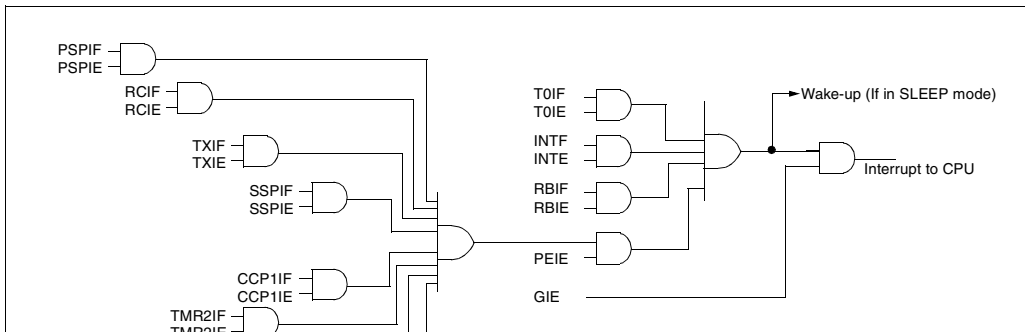 PSPIF
PSPIE
RCIF
RCIE
TXIF
TXIE
SSPIF
SSPIE
CCP1IF
CCP1IE
TMR2IF
T0IF
T0IE
INTF
INTE
RBIF
RBIE
PEIE
GIE
Wake-up (If in SLEEP mode)
Interrupt to CPU